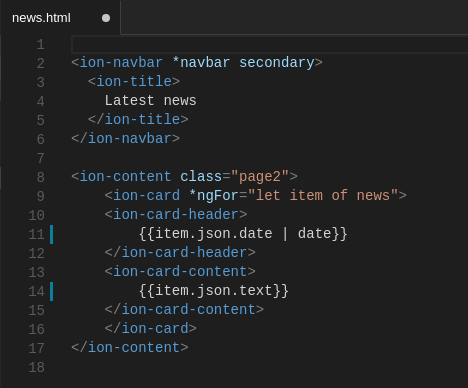 news.html
1
2 <ion-navbar *navbar secondary>
3   <ion-title>
4     Latest news
5   </ion-title>
6 </ion-navbar>
7
8 <ion-content class="page2">
9     <ion-card *ngFor="let item of news">
10     <ion-card-header>
11         {{item.json.date | date}}
12     </ion-card-header>
13     <ion-card-content>
14         {{item.json.text}}
15     </ion-card-content>
16     </ion-card>
17 </ion-content>
18